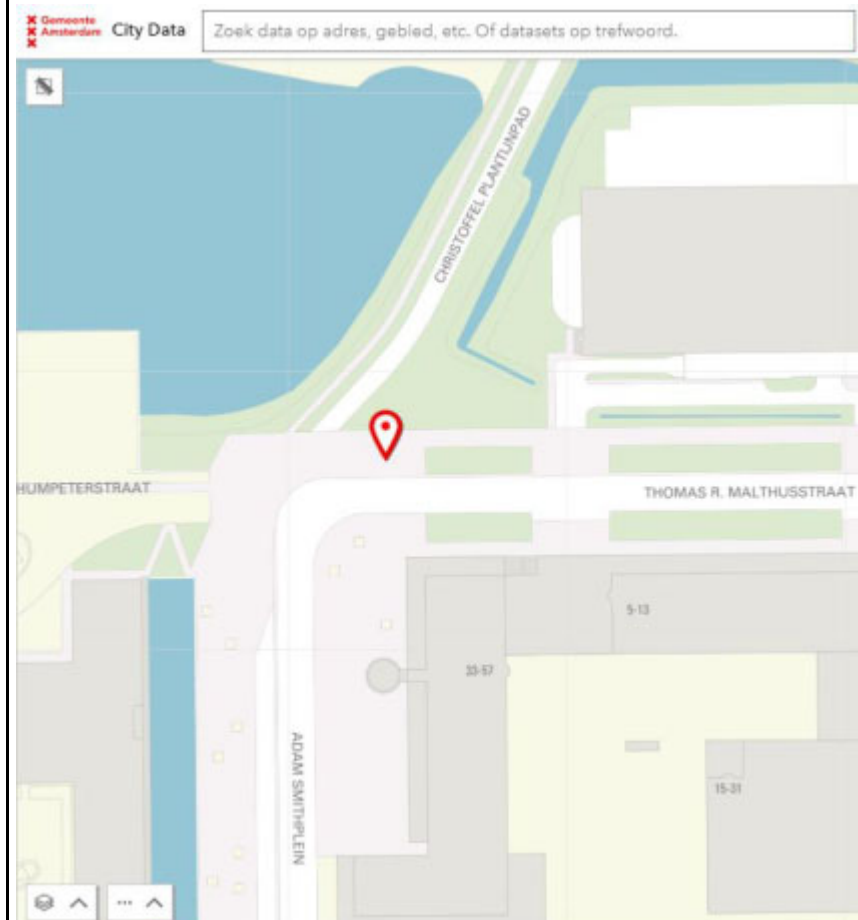 Gemeente
Amsterdam
City Data
Zoek data op adres, gebied, etc. Of datasets op trefwoord.
CHRISTOFFEL PLANTIJNPAD
HUMPETERSTRAAT
THOMAS R. MALTHUSSTRAAT
5-13
33-57
ADAM SMITHPLEIN
15-31